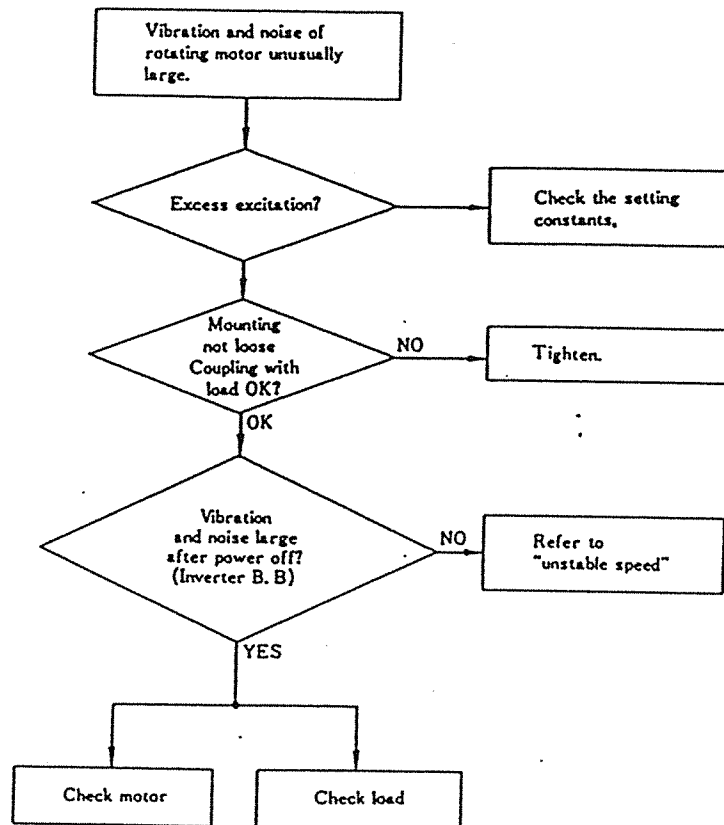 Vibration and noise of
rotating motor unusually
large.
Excess excitation?
Check the setting
constants.
Mounting
not loose
Coupling with
load OK?
NO
Tighten.
OK
Vibration
and noise large
after power off?
(Inverter B. B)
NO
Refer to
"unstable speed"
YES
Check motor
Check load